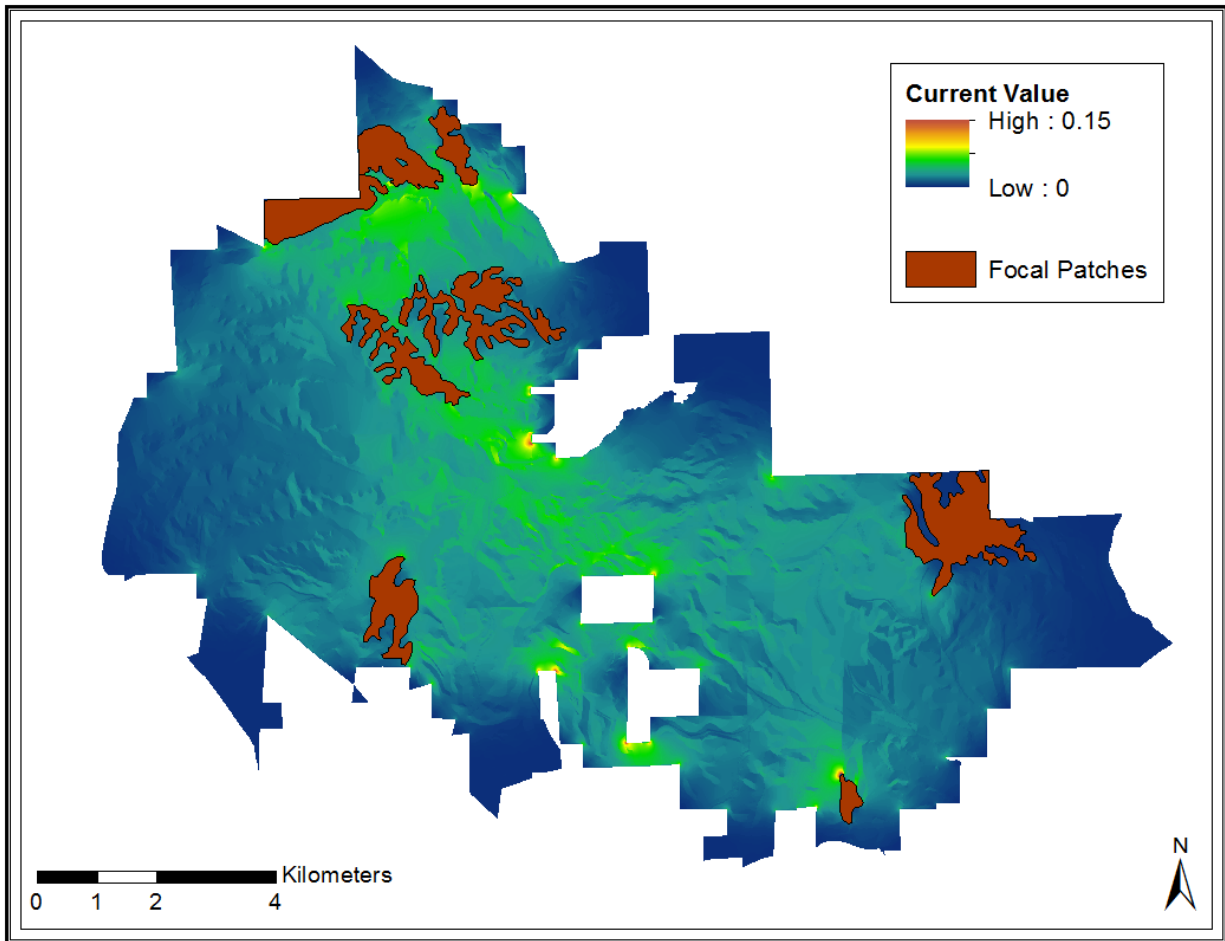 Current Value
High : 0.15
Low : 0
Focal Patches
Kilometers
0 1 2 4
N